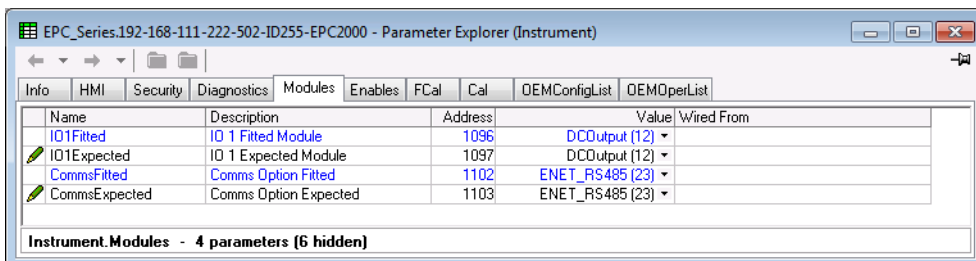 EPC_Series.192-168-111-222-502-ID255-EPC2000 - Parameter Explorer (Instrument)
Info HMI Security Diagnostics Modules Enables FCal Cal OEMConfigList OEMOperList
Name Description Address Value Wired From
IO1Fitted IO 1 Fitted Module 1096 DCOutput (12)
IO1Expected IO 1 Expected Module 1097 DCOutput (12)
CommsFitted Comms Option Fitted 1102 ENET_RS485 (23)
CommsExpected Comms Option Expected 1103 ENET_RS485 (23)
Instrument.Modules - 4 parameters (6 hidden)